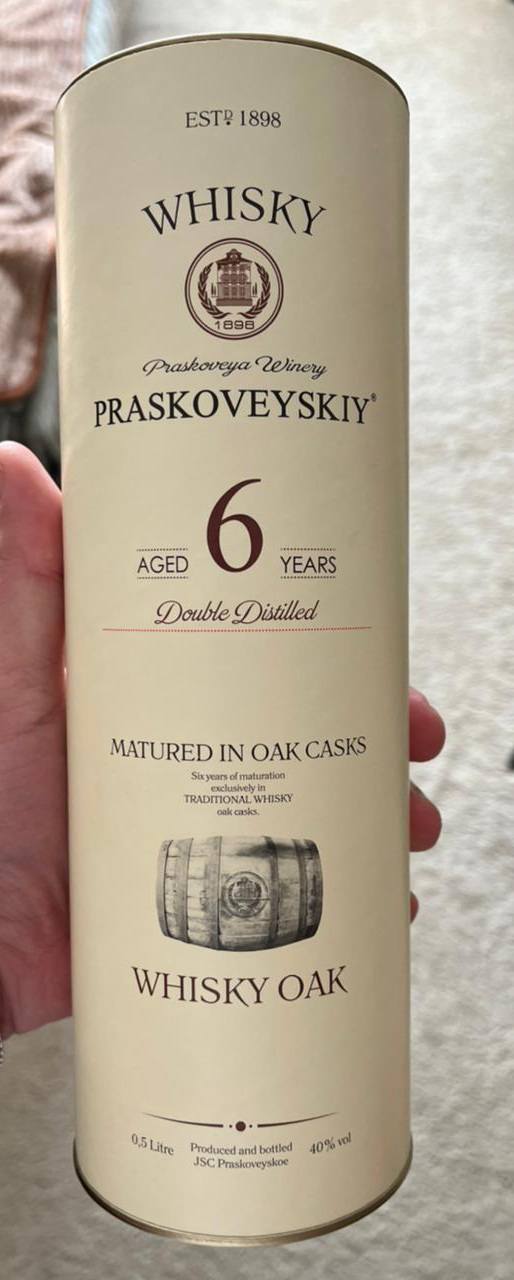 ESTD 1898
WHISKY
1898
Praskoveya Winery
PRASKOVEYSKIY®
AGED 6 YEARS
Double Distilled
MATURED IN OAK CASKS
Six years of maturation
exclusively in
TRADITIONAL WHISKY
oak casks.
WHISKY OAK
0,5 Litre Produced and bottled 40% vol
JSC Praskoveyskoe